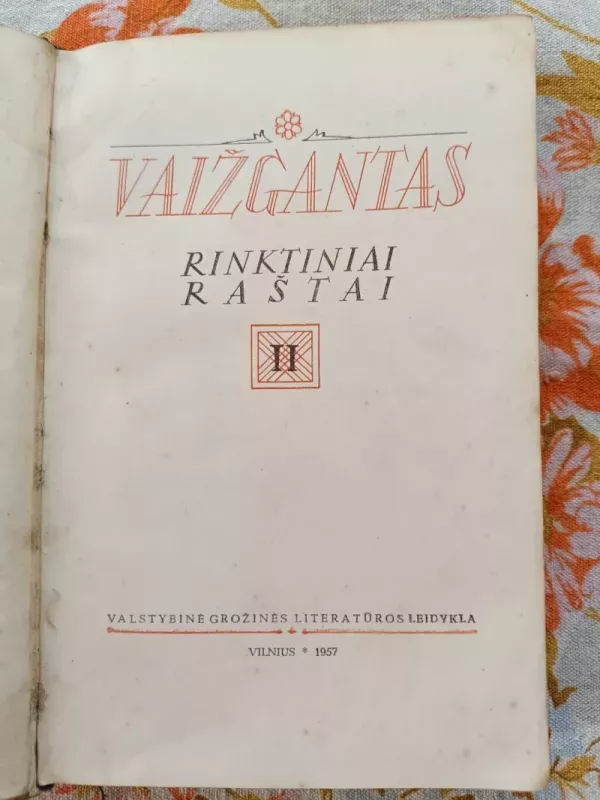 VAIŽGANTAS
RINKTINIAI
RAŠTAI
II
VALSTYBINĖ GROŽINĖS LITERATŪROS LEIDYKLA
VILNIUS * 1957